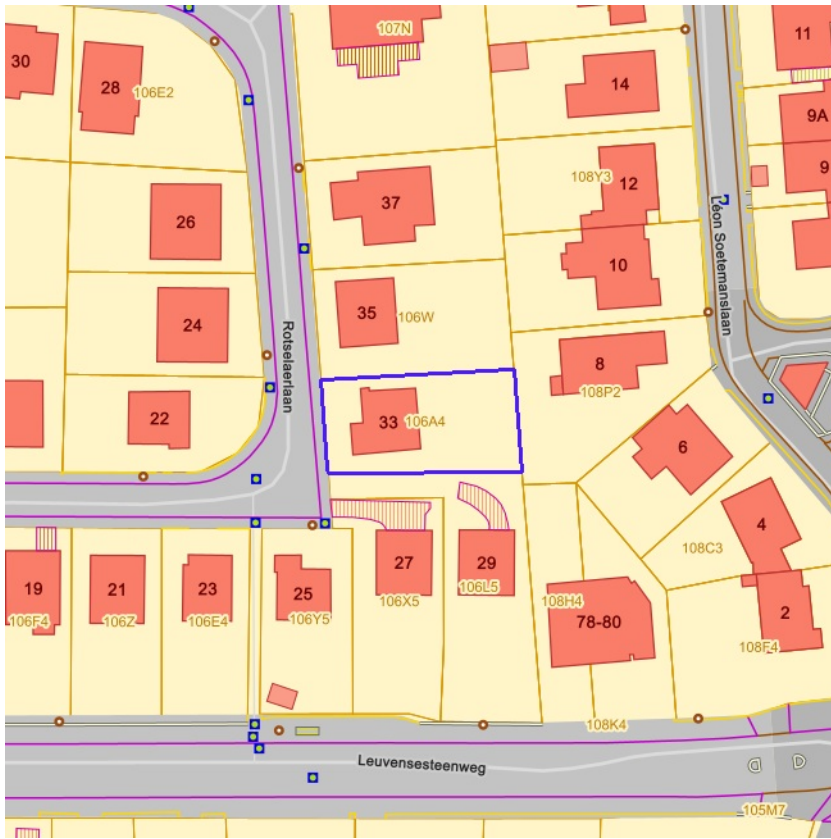 107N
11
30
28
106E2
14
9A
9
108Y3
12
37
26
Léon Soetemanslaan
10
35
106W
24
Rotselaerlaan
8
108P2
22
33
106A4
6
4
108C3
19
21
23
25
27
29
106F4
106Z
106E4
106Y5
106X5
106L5
108H4
78-80
2
108F4
108K4
Leuvensesteenweg
D
D
105M7